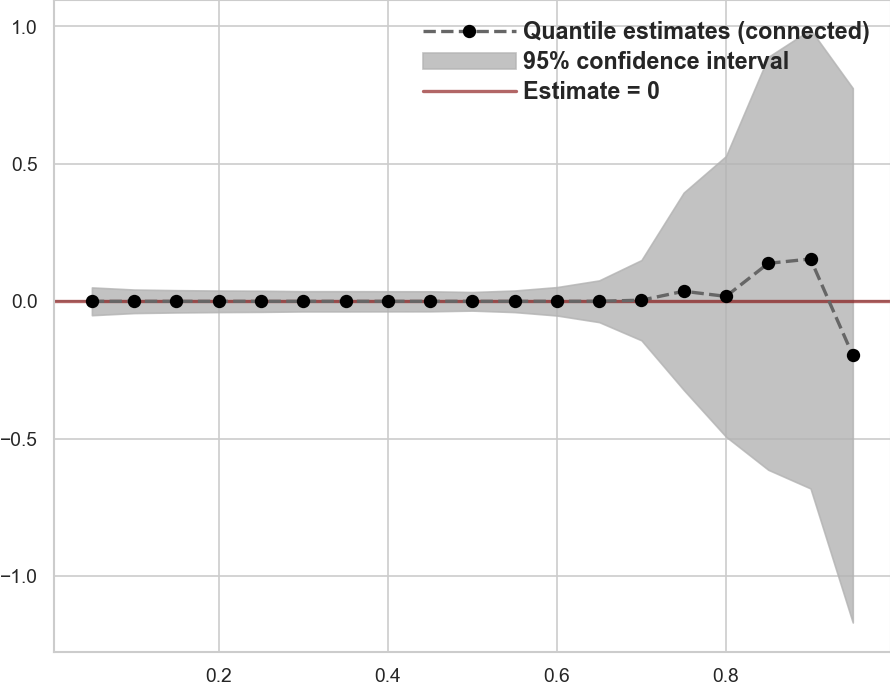 1.0
Quantile estimates (connected)
95% confidence interval
Estimate = 0
0.5
0.0
−0.5
−1.0
0.2 0.4 0.6 0.8